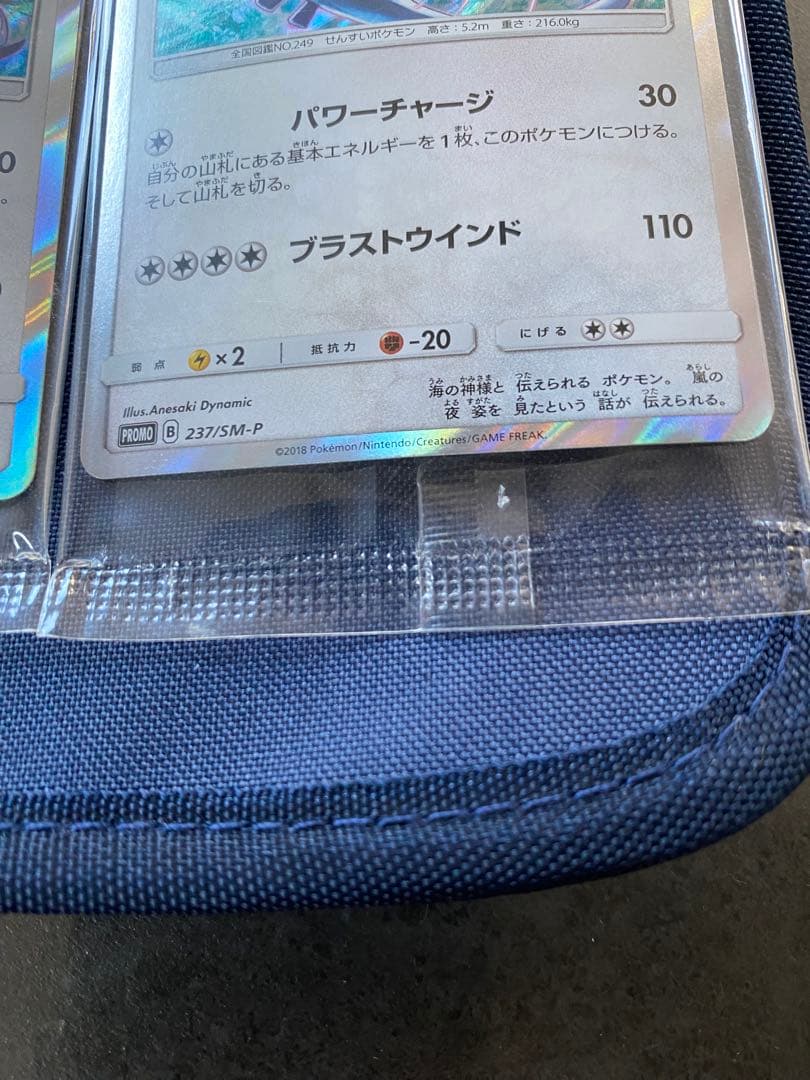 全国図鑑NO.249 せんすいポケモン 高さ：5.2m 重さ：216.0kg
パワーチャージ 30
自分の山札にある基本エネルギーを1枚、このポケモンにつける。
そして山札を切る。
ブラストウインド 110
弱点 ×2 抵抗力 -20 にげる
海の神様と 伝えられる ポケモン。 嵐の
夜 姿を 見たという 話が 伝えられる。
Illus.Anesaki Dynamic
PROMO B 237/SM-P
©2018 Pokémon/Nintendo/Creatures/GAME FREAK.